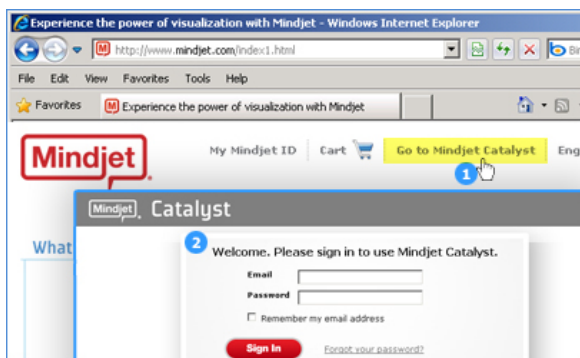 Experience the power of visualization with Mindjet - Windows Internet Explorer
http://www.mindjet.com/index1.html
File Edit View Favorites Tools Help
Favorites Experience the power of visualization with Mindjet
Mindjet
My Mindjet ID Cart Go to Mindjet Catalyst
1
Mindjet Catalyst
What
2
Welcome. Please sign in to use Mindjet Catalyst.
Email
Password
Remember my email address
Sign In Forgot your password?